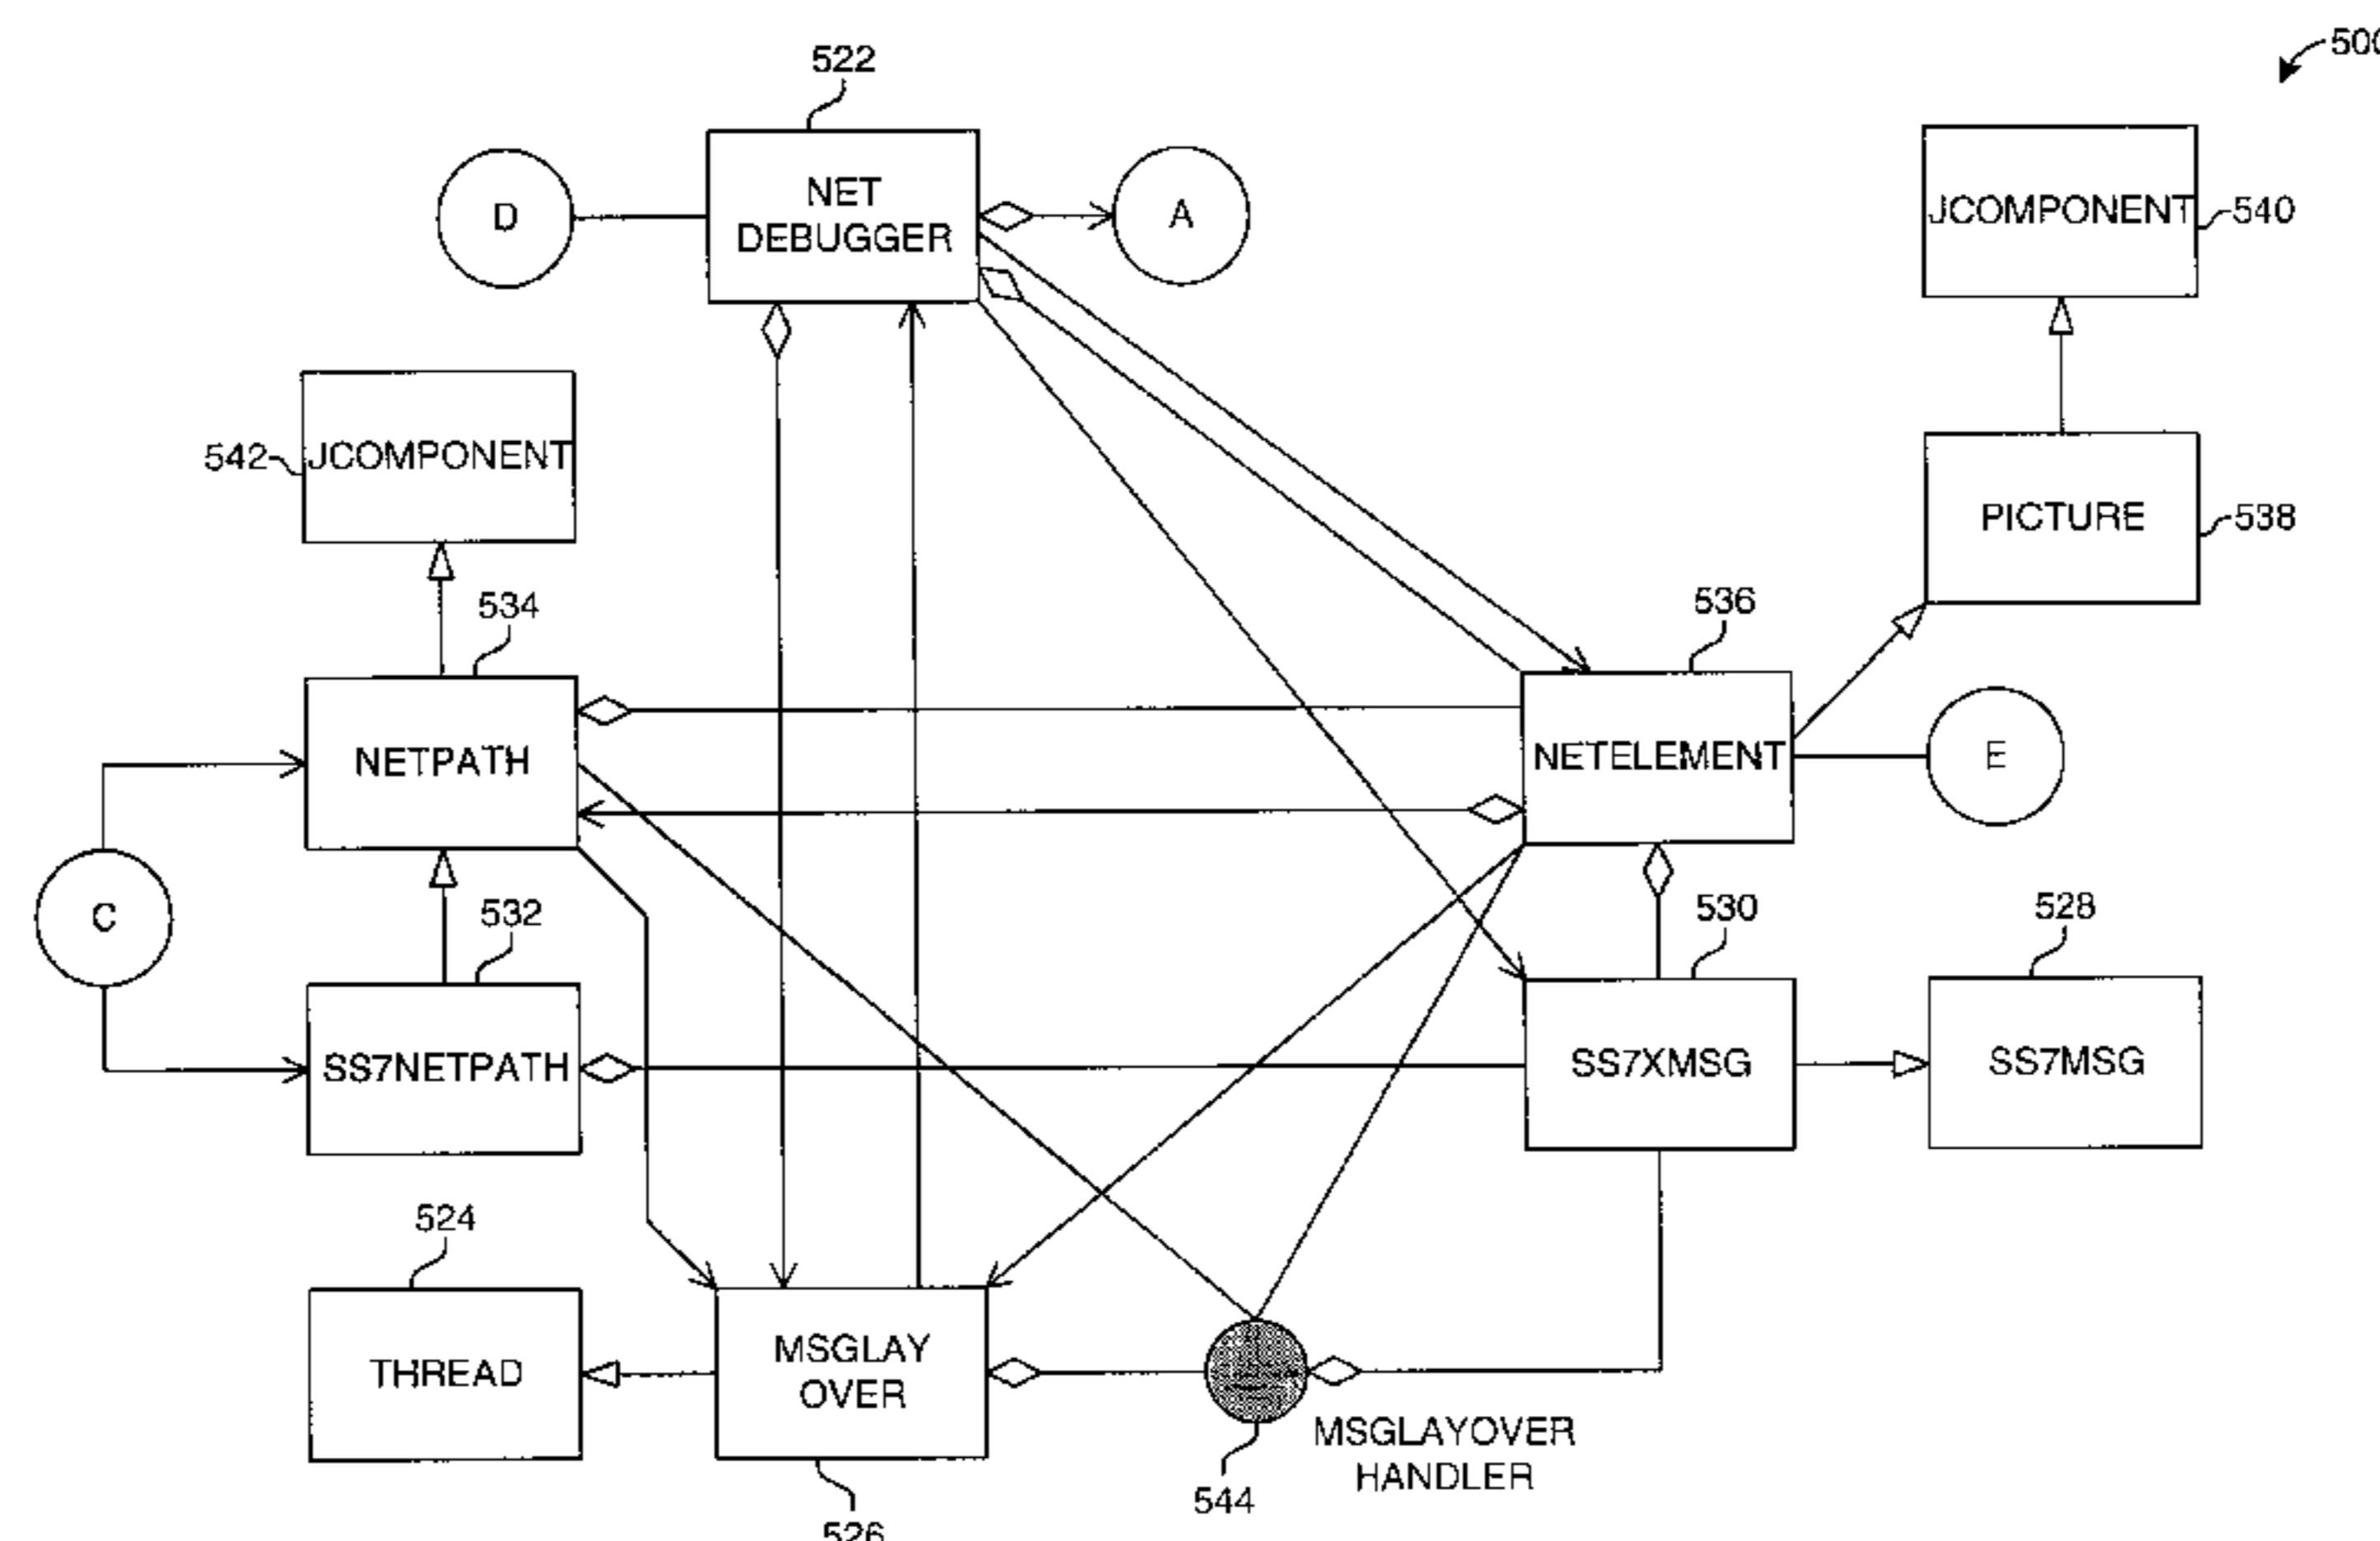 522
500
D
NET
DEBUGGER
A
JCOMPONENT
540
542
JCOMPONENT
PICTURE
538
534
536
NETPATH
NETELEMENT
E
C
532
530
528
SS7NETPATH
SS7XMSG
SS7MSG
524
THREAD
MSGLAY
OVER
MSGLAYOVER
HANDLER
544
526